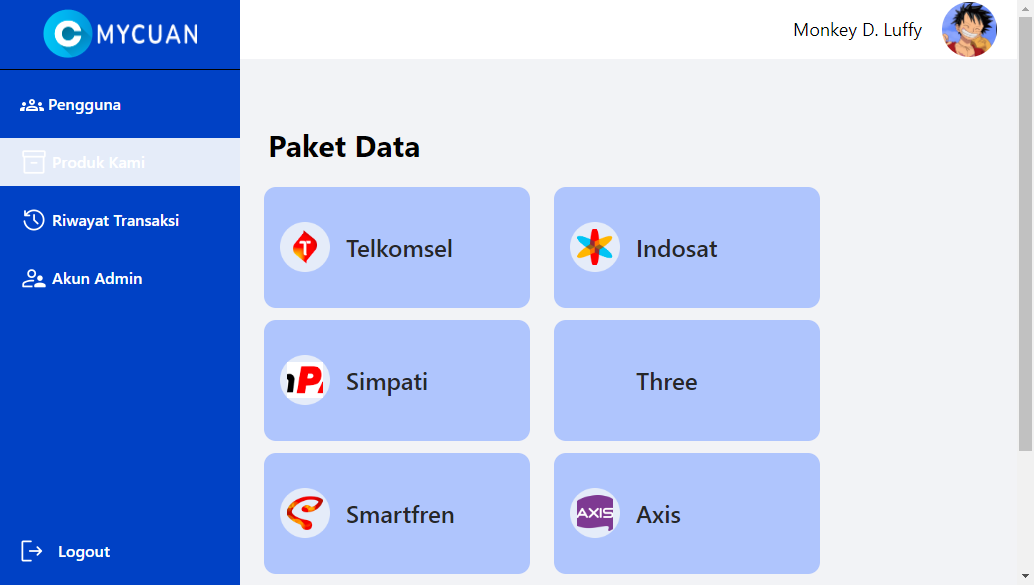 C MYCUAN
Monkey D. Luffy
Pengguna
Produk Kami
Riwayat Transaksi
Akun Admin
Logout
Paket Data
T Telkomsel
Indosat
Simpati
Three
Smartfren
AXIS Axis